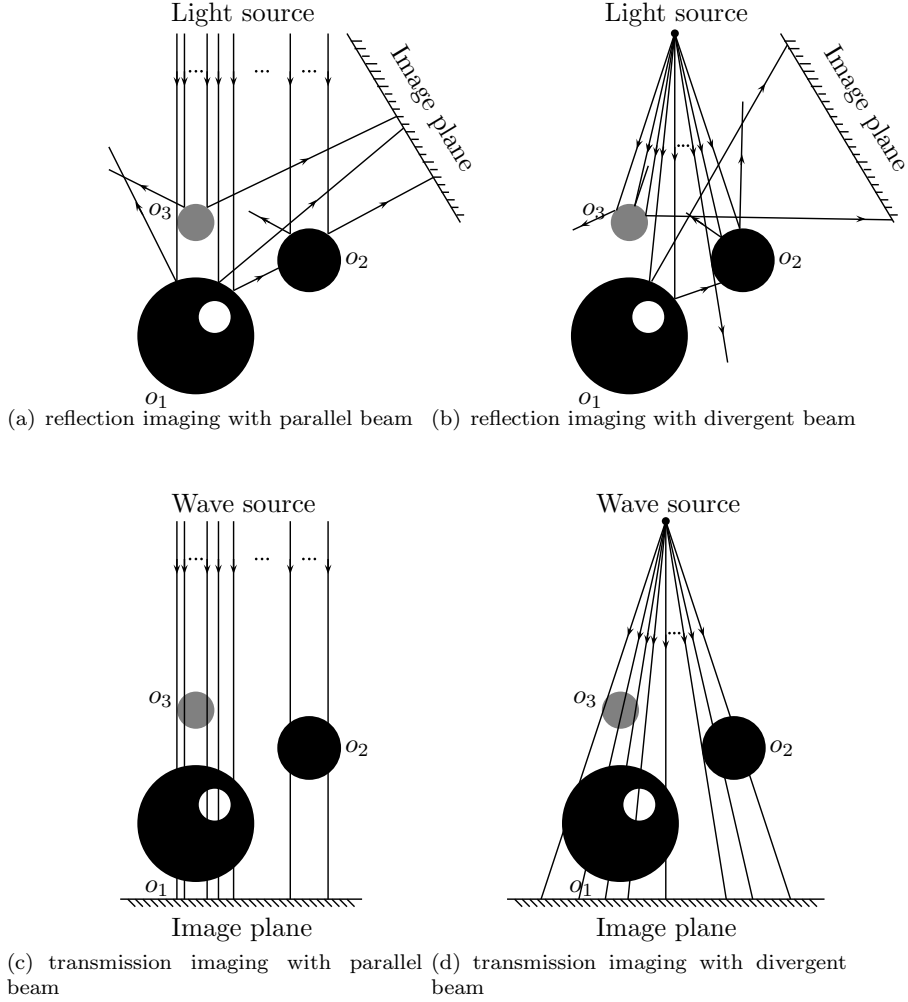 Light source
...
...
...
Image plane
o₃
o₂
o₁
(a) reflection imaging with parallel beam
Light source
...
Image plane
o₃
o₂
o₁
(b) reflection imaging with divergent beam
Wave source
...
...
...
o₃
o₂
o₁
Image plane
(c) transmission imaging with parallel
beam
Wave source
...
o₃
o₂
o₁
Image plane
(d) transmission imaging with divergent
beam